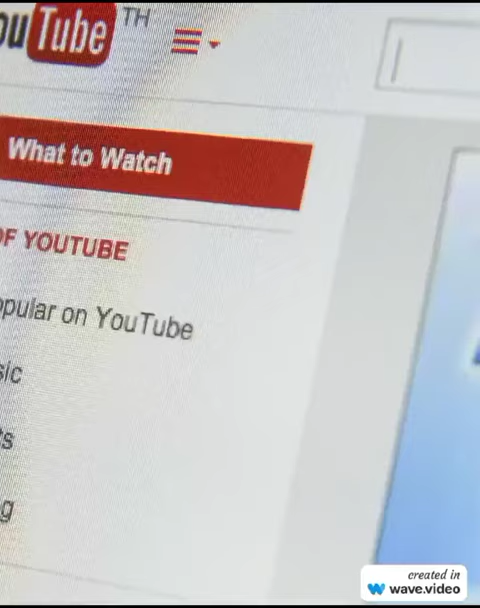 ouTube TH
What to Watch
OF YOUTUBE
opular on YouTube
sic
ts
g
created in
wave.video